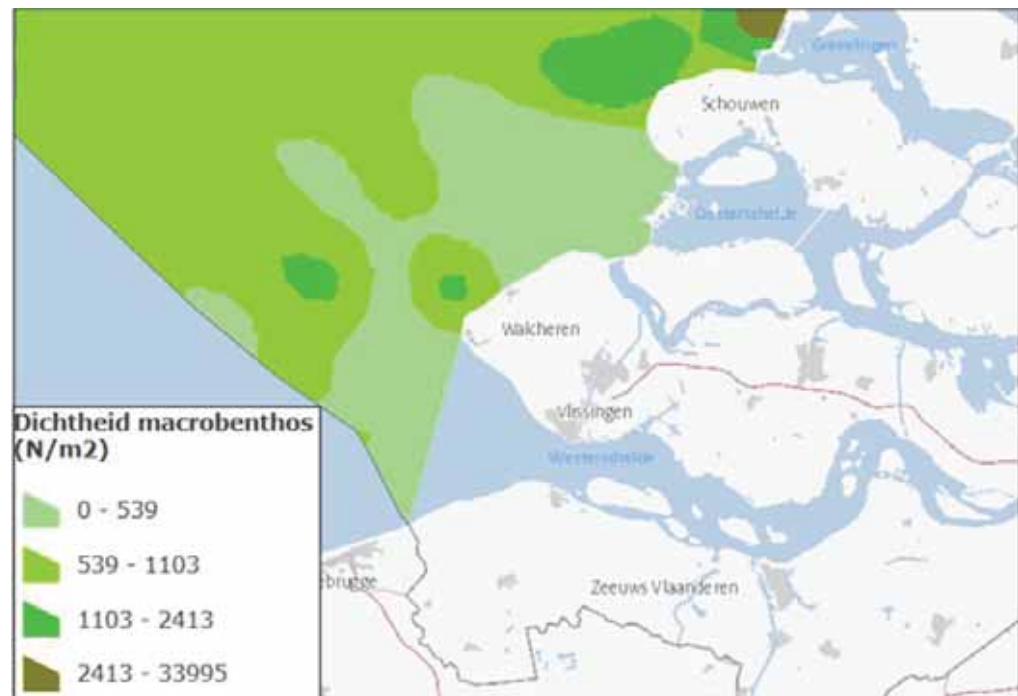 Grevelingen
Schouwen
Oosterschelde
Walcheren
Vlissingen
Westerschelde
Zeeuws Vlaanderen
ebrugge
Dichtheid macrobenthos
(N/m2)
0 - 539
539 - 1103
1103 - 2413
2413 - 33995